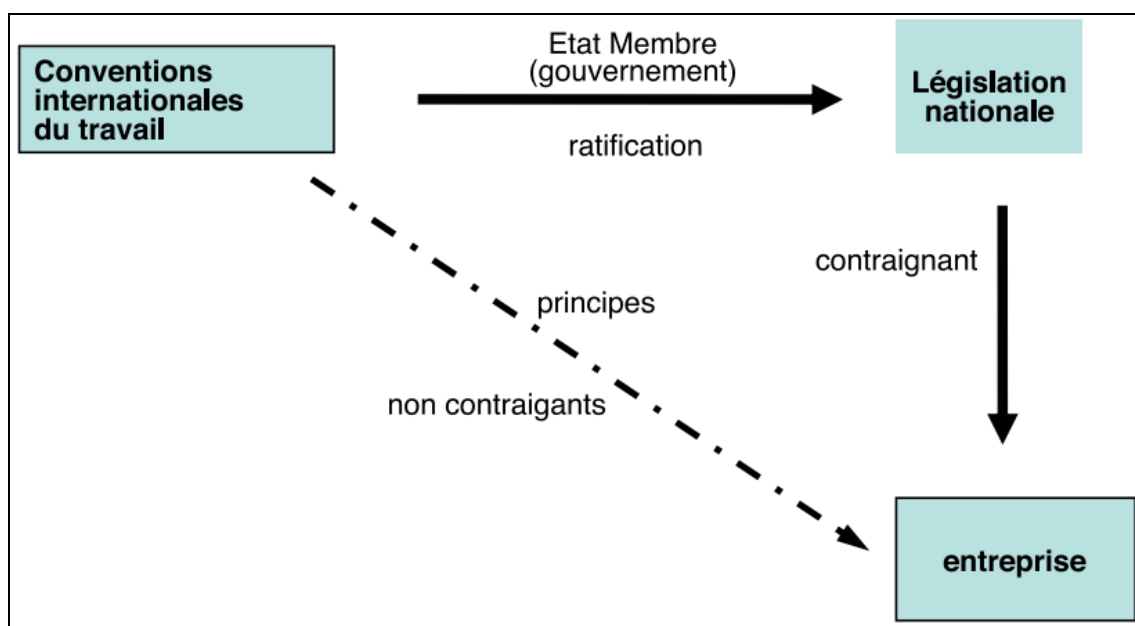 Conventions
internationales
du travail
Etat Membre
(gouvernement)
ratification
Législation
nationale
contraignant
principes
non contraigants
entreprise